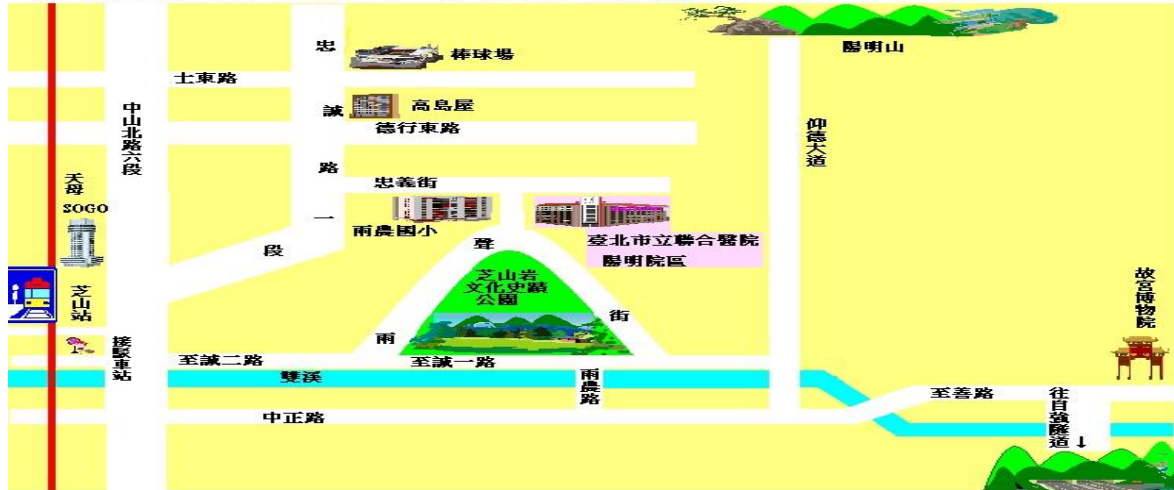 陽明山
棒球場
士東路
忠誠路一段
高島屋
德行東路
中山北路六段
仰德大道
天母
SOGO
忠義街
雨農國小
臺北市立聯合醫院
陽明院區
芝山岩
文化史蹟
公園
雨聲街
芝山站
接駁車站
故宮博物院
至誠二路
至誠一路
雙溪
雨農路
中正路
至善路
往自強隧道↓